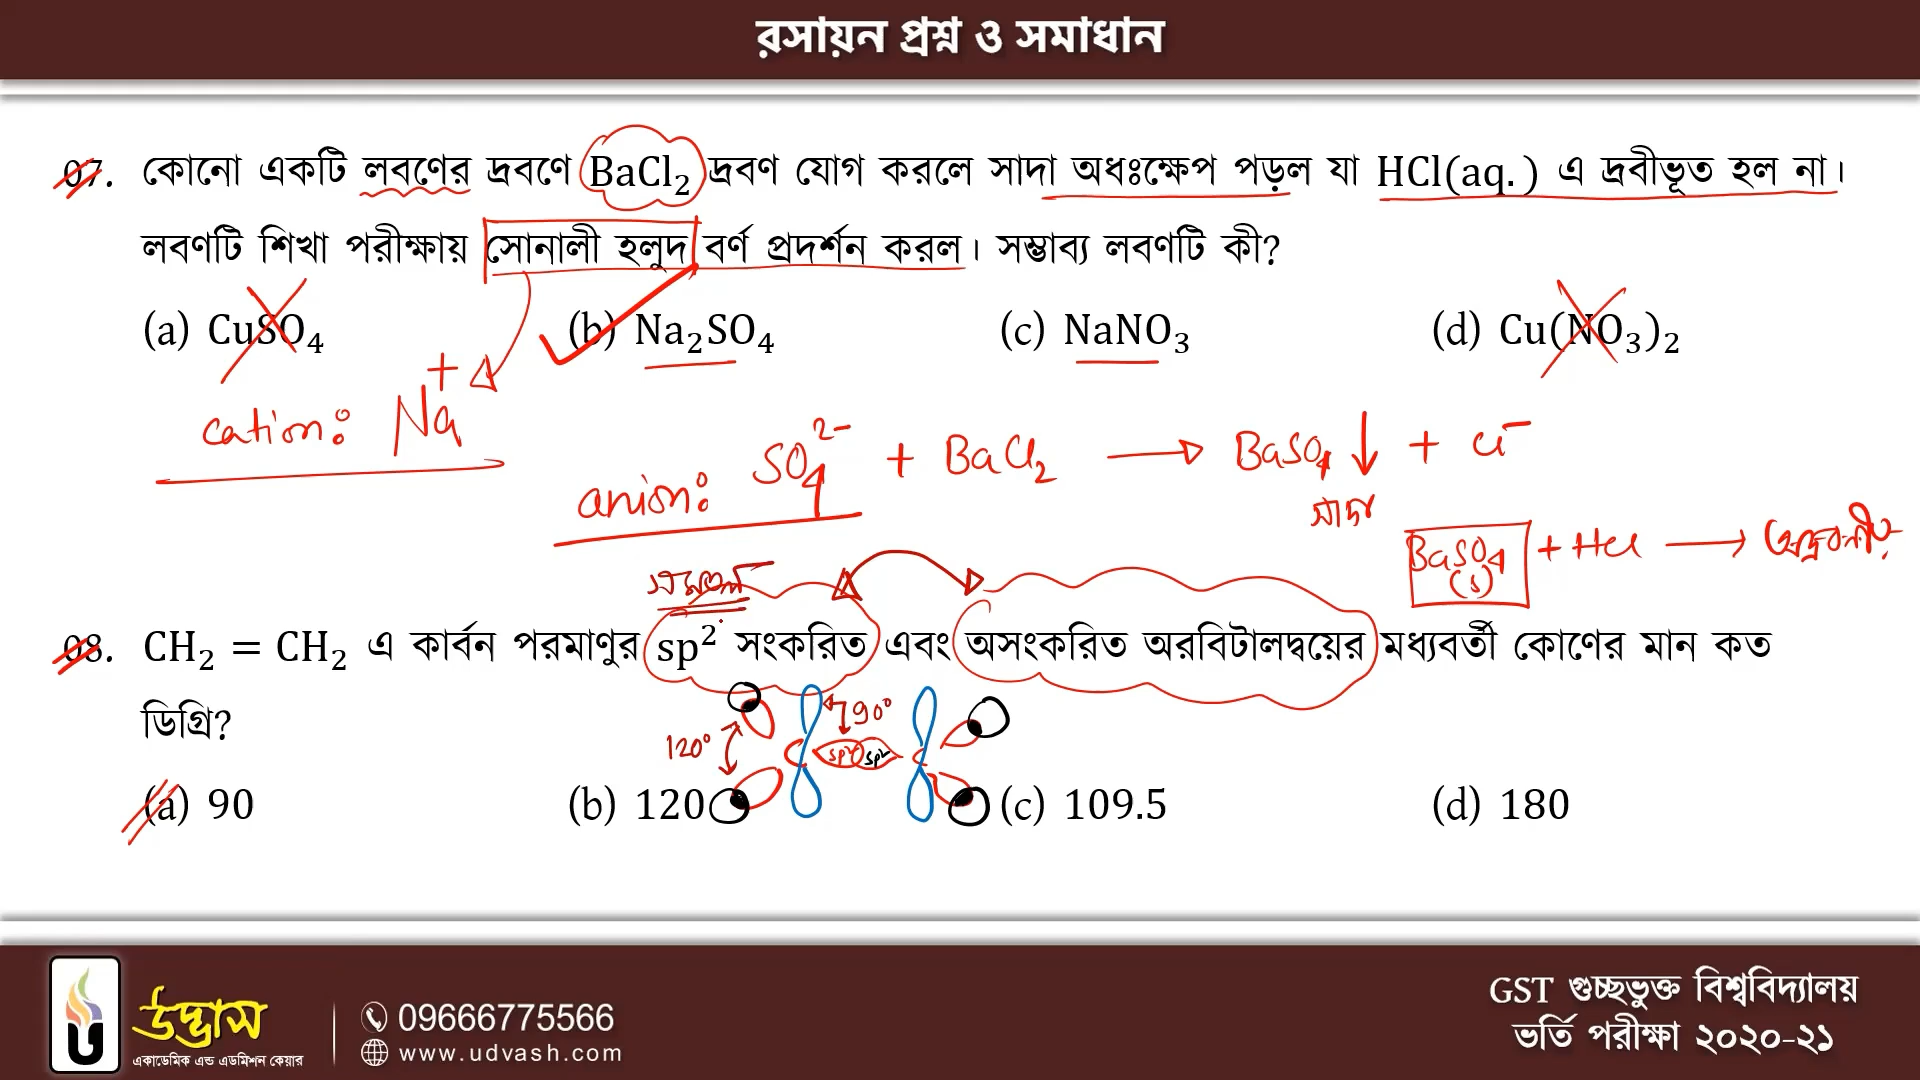 রসায়ন প্রশ্ন ও সমাধান
07. কোনো একটি লবণের দ্রবণে BaCl₂ দ্রবণ যোগ করলে সাদা অধঃক্ষেপ পড়ল যা HCl(aq.) এ দ্রবীভূত হল না।
লবণটি শিখা পরীক্ষায় সোনালী হলুদ বর্ণ প্রদর্শন করল। সম্ভাব্য লবণটি কী?
(a) CuSO₄ (b) Na₂SO₄ (c) NaNO₃ (d) Cu(NO₃)₂
cation: Na⁺
anion: SO₄²⁻ + BaCl₂ → BaSO₄ ↓ + Cl⁻
সাদা
BaSO₄ (s) + HCl →
সমতল
08. CH₂ = CH₂ এ কার্বন পরমাণুর sp² সংকরিত এবং অসংকরিত অরবিটালদ্বয়ের মধ্যবর্তী কোণের মান কত
ডিগ্রি?
120° C sp² sp² C 90°
(a) 90 (b) 120 (c) 109.5 (d) 180
উদ্ভাস
একাডেমিক এন্ড এডমিশন কেয়ার
09666775566
www.udvash.com
GST গুচ্ছভুক্ত বিশ্ববিদ্যালয়
ভর্তি পরীক্ষা ২০২০-২১